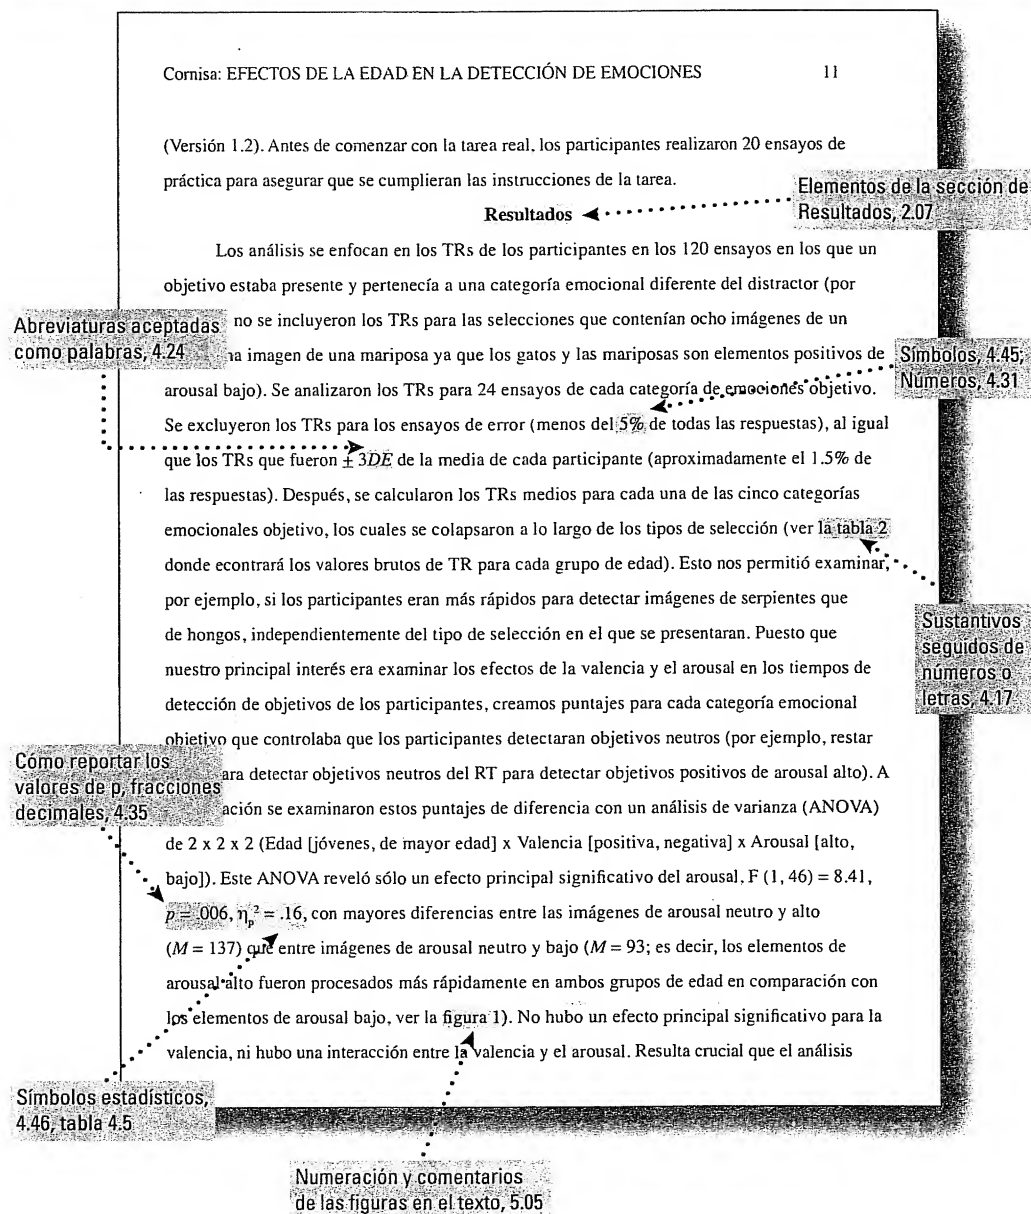 Cornisa: EFECTOS DE LA EDAD EN LA DETECCIÓN DE EMOCIONES 11
(Versión 1.2). Antes de comenzar con la tarea real, los participantes realizaron 20 ensayos de
práctica para asegurar que se cumplieran las instrucciones de la tarea.
Elementos de la sección de
Resultados, 2.07
Resultados
Los análisis se enfocan en los TRs de los participantes en los 120 ensayos en los que un
objetivo estaba presente y pertenecía a una categoría emocional diferente del distractor (por
Abreviaturas aceptadas
como palabras, 4.24
no se incluyeron los TRs para las selecciones que contenían ocho imágenes de un
imagen de una mariposa ya que los gatos y las mariposas son elementos positivos de
Símbolos, 4.45;
Números, 4.31
arousal bajo). Se analizaron los TRs para 24 ensayos de cada categoría de emociones objetivo.
Se excluyeron los TRs para los ensayos de error (menos del 5% de todas las respuestas), al igual
que los TRs que fueron ± 3DE de la media de cada participante (aproximadamente el 1.5% de
las respuestas). Después, se calcularon los TRs medios para cada una de las cinco categorías
emocionales objetivo, los cuales se colapsaron a lo largo de los tipos de selección (ver la tabla 2
donde econtrará los valores brutos de TR para cada grupo de edad). Esto nos permitió examinar,
por ejemplo, si los participantes eran más rápidos para detectar imágenes de serpientes que
de hongos, independientemente del tipo de selección en el que se presentaran. Puesto que
Sustantivos
seguidos de
números o
letras, 4.17
nuestro principal interés era examinar los efectos de la valencia y el arousal en los tiempos de
detección de objetivos de los participantes, creamos puntajes para cada categoría emocional
objetivo que controlaba que los participantes detectaran objetivos neutros (por ejemplo, restar
Cómo reportar los
valores de p, fracciones
decimales, 4.35
ara detectar objetivos neutros del RT para detectar objetivos positivos de arousal alto). A
ación se examinaron estos puntajes de diferencia con un análisis de varianza (ANOVA)
de 2 x 2 x 2 (Edad [jóvenes, de mayor edad] x Valencia [positiva, negativa] x Arousal [alto,
bajo]). Este ANOVA reveló sólo un efecto principal significativo del arousal, F (1, 46) = 8.41,
p = .006, ηp² = .16, con mayores diferencias entre las imágenes de arousal neutro y alto
(M = 137) que entre imágenes de arousal neutro y bajo (M = 93; es decir, los elementos de
arousal alto fueron procesados más rápidamente en ambos grupos de edad en comparación con
los elementos de arousal bajo, ver la figura 1). No hubo un efecto principal significativo para la
valencia, ni hubo una interacción entre la valencia y el arousal. Resulta crucial que el análisis
Símbolos estadísticos,
4.46, tabla 4.5
Numeración y comentarios
de las figuras en el texto, 5.05